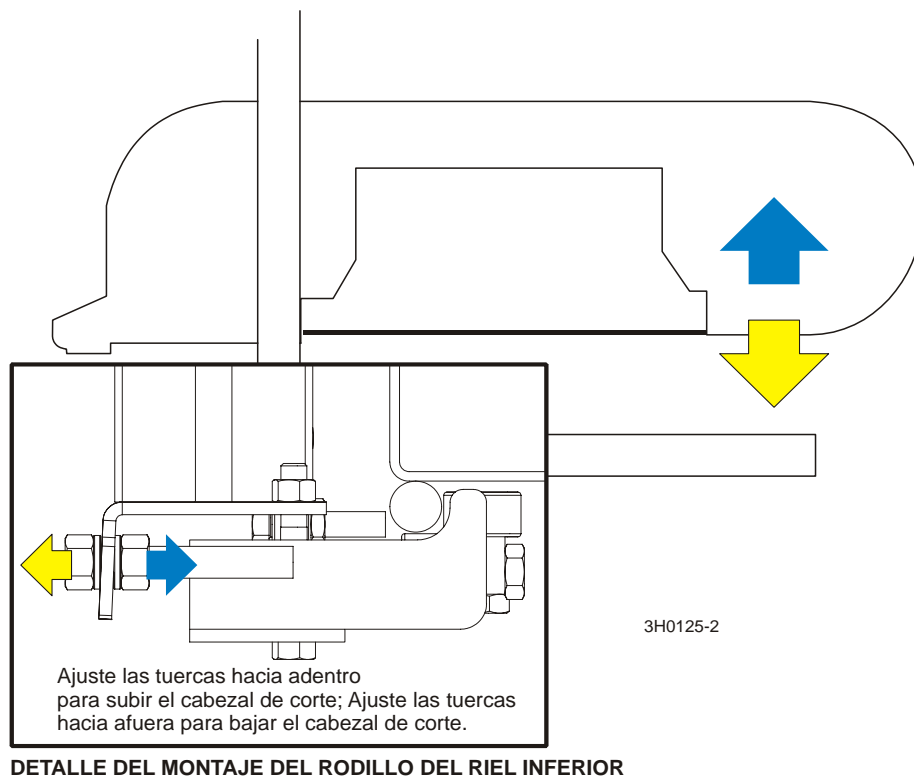 3H0125-2
Ajuste las tuercas hacia adentro
para subir el cabezal de corte; Ajuste las tuercas
hacia afuera para bajar el cabezal de corte.
DETALLE DEL MONTAJE DEL RODILLO DEL RIEL INFERIOR